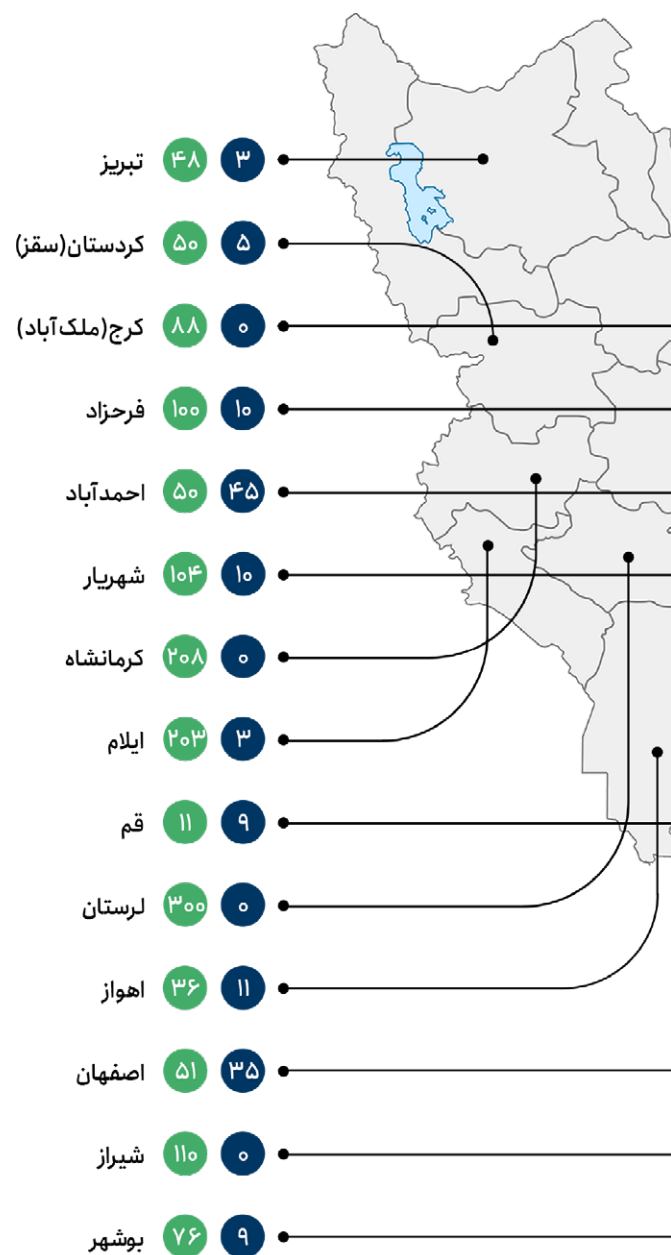 تبریز ۴۸ ۳
کردستان(سقز) ۵۰ ۵
کرج(ملک‌آباد) ۸۸ ۰
فرحزاد ۱۰۰ ۱۰
احمدآباد ۵۰ ۴۵
شهریار ۱۰۴ ۱۰
کرمانشاه ۲۰۸ ۰
ایلام ۲۰۳ ۳
قم ۱۱ ۹
لرستان ۳۰۰ ۰
اهواز ۳۶ ۱۱
اصفهان ۵۱ ۳۵
شیراز ۱۱۰ ۰
بوشهر ۷۶ ۹